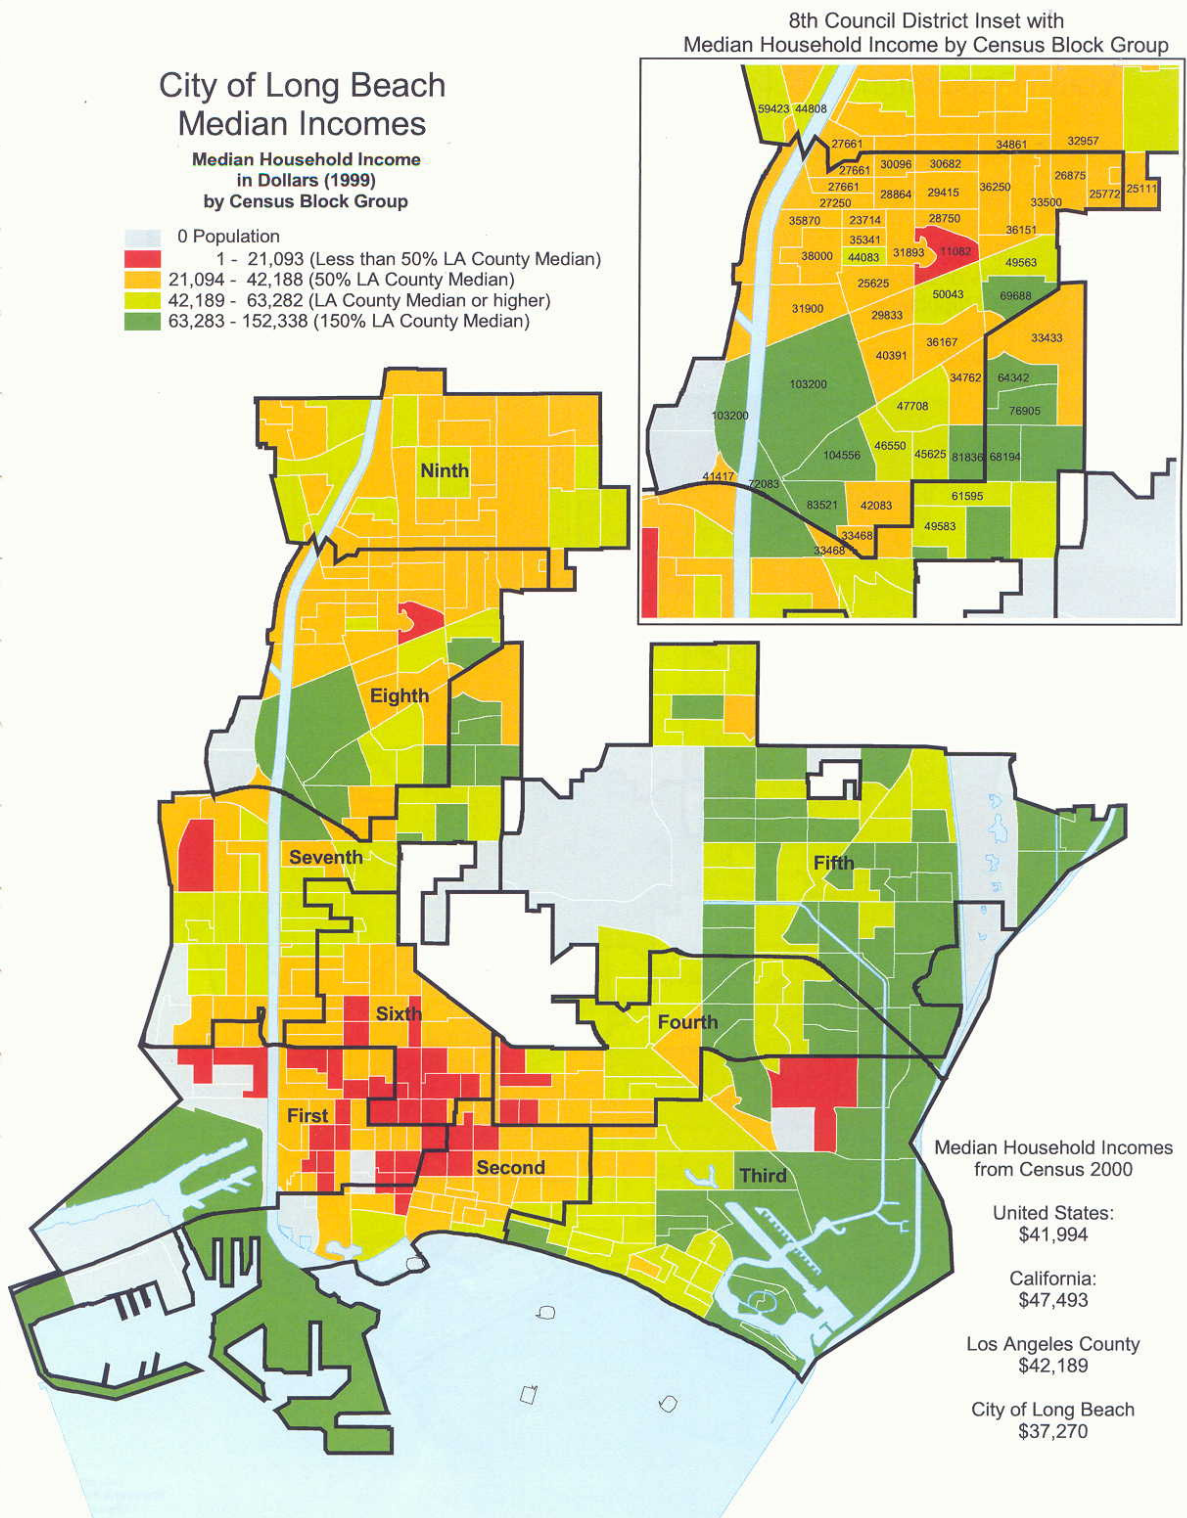 8th Council District Inset with
Median Household Income by Census Block Group
City of Long Beach
Median Incomes
Median Household Income
in Dollars (1999)
by Census Block Group
0 Population
1 - 21,093 (Less than 50% LA County Median)
21,094 - 42,188 (50% LA County Median)
42,189 - 63,282 (LA County Median or higher)
63,283 - 152,338 (150% LA County Median)
59423 44808
27661 34861 32957
27661 30096 30682 26875
27661 28864 29415 36250 25772 25111
27250 33500
35870 23714 28750
35341 36151
38000 44083 31893 11082 49563
25625
50043 69688
31900 29833
36167 33433
40391
103200 34762 64342
103200 47708 76905
104556 46550 45625 81836 68194
41417 72083
83521 42083 61595
33468 49583
33468
Ninth
Eighth
Seventh
Fifth
Sixth
Fourth
First
Second
Third
Median Household Incomes
from Census 2000
United States:
$41,994
California:
$47,493
Los Angeles County
$42,189
City of Long Beach
$37,270